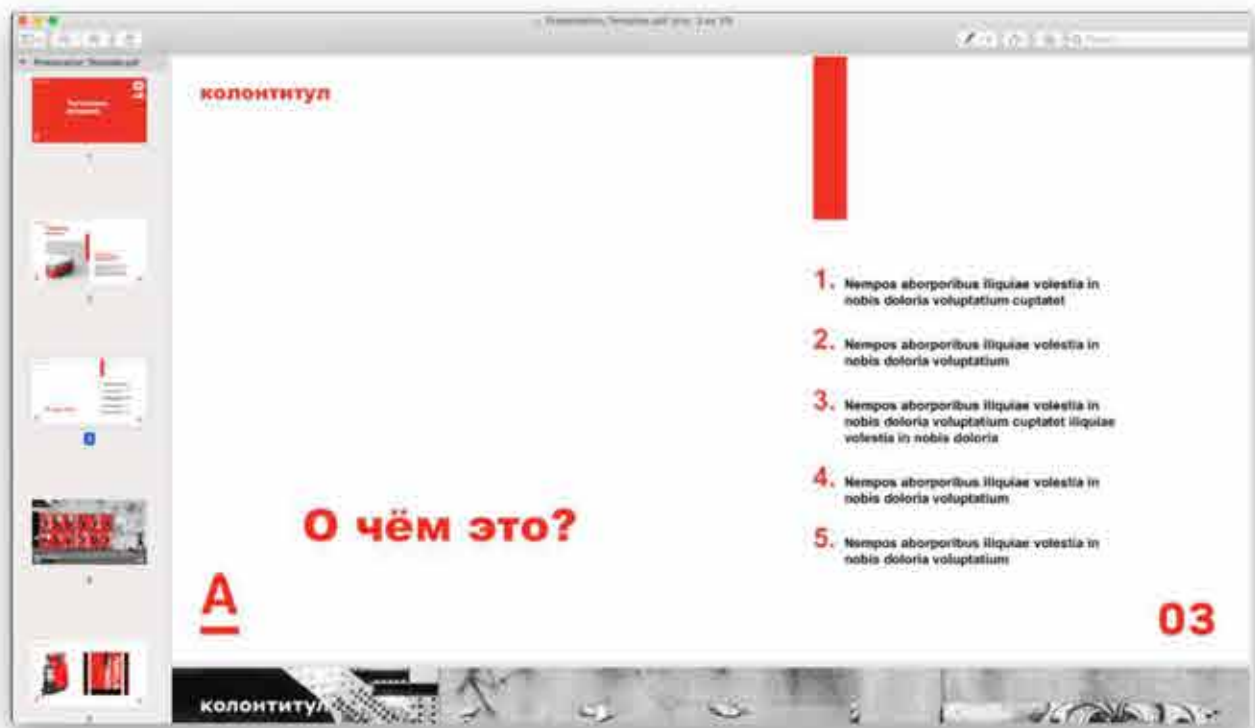 Presentation_Template.pdf
колонтитул
1. Nempos aborporibus iliquiae volestia in
nobis doloria voluptatium cuptatet
2. Nempos aborporibus iliquiae volestia in
nobis doloria voluptatium
3. Nempos aborporibus iliquiae volestia in
nobis doloria voluptatium cuptatet iliquiae
volestia in nobis doloria
4. Nempos aborporibus iliquiae volestia in
nobis doloria voluptatium
5. Nempos aborporibus iliquiae volestia in
nobis doloria voluptatium
О чём это?
А
03
колонтитул